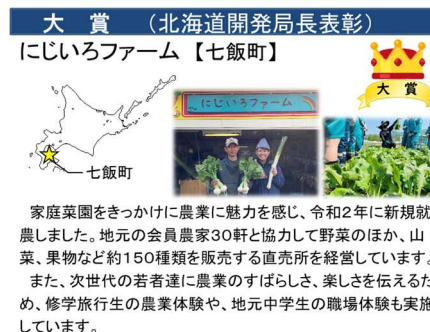 大　賞　（北海道開発局長表彰）
にじいろファーム 【七飯町】
大 賞
にじいろファーム
七飯町
家庭菜園をきっかけに農業に魅力を感じ、令和2年に新規就
農しました。地元の会員農家30軒と協力して野菜のほか、山
菜、果物など約150種類を販売する直売所を経営しています。
また、次世代の若者達に農業のすばらしさ、楽しさを伝えるた
め、修学旅行生の農業体験や、地元中学生の職場体験も実施
しています。